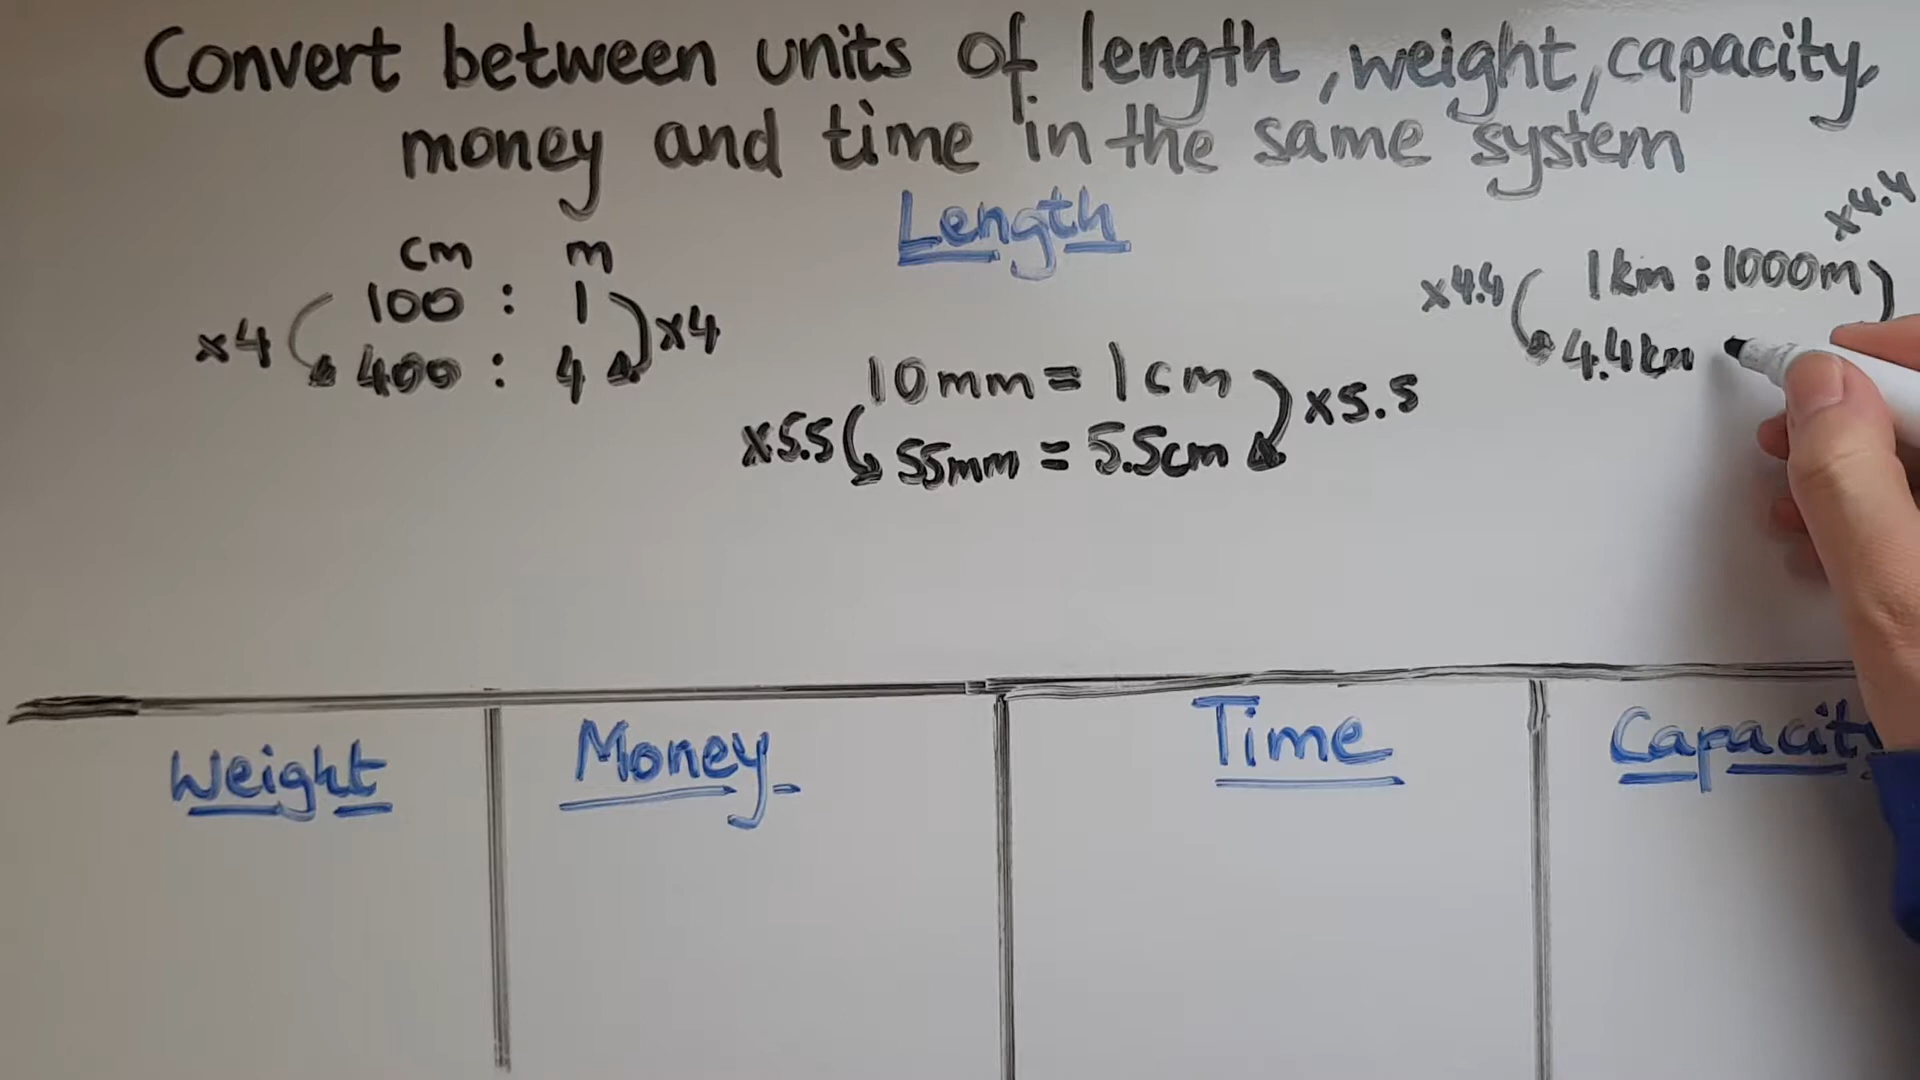 Convert between units of length, weight, capacity,
money and time in the same system
Length
cm m
100 : 1
x4 x4
400 : 4
10mm = 1cm
x5.5 x5.5
55mm = 5.5cm
x4.4
1km : 1000m
x4.4
4.4km
Weight Money Time Capacit